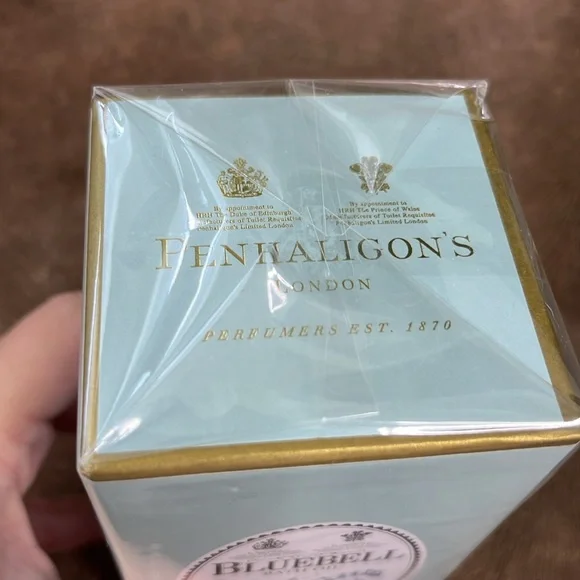 By appointment to
HRH The Duke of Edinburgh
Manufacturers of Toilet Requisites
Penhaligon's Limited London
By appointment to
HRH The Prince of Wales
Manufacturers of Toilet Requisites
Penhaligon's Limited London
PENHALIGON'S
LONDON
PERFUMERS EST. 1870
BLUEBELL